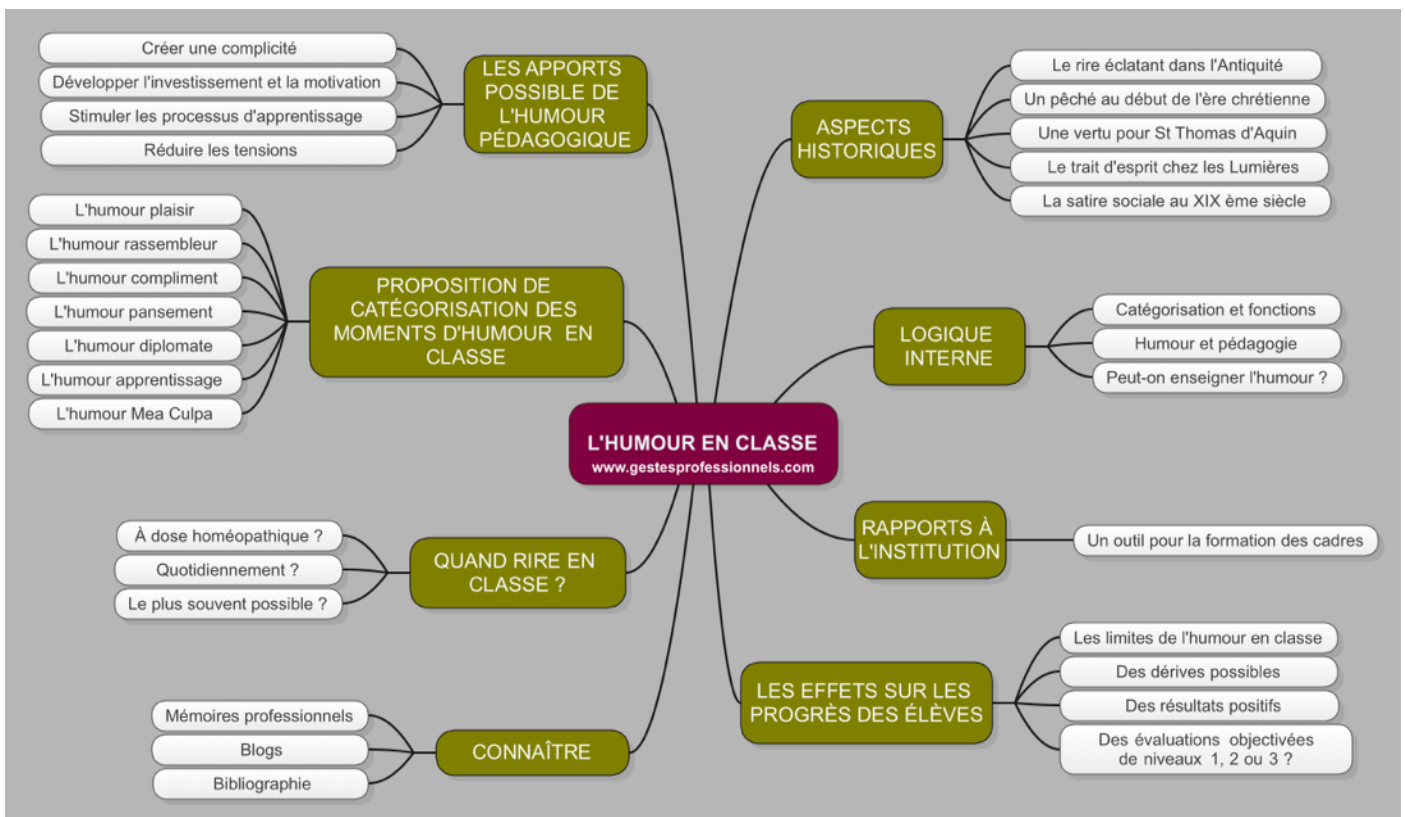 L'HUMOUR EN CLASSE
www.gestesprofessionnels.com
LES APPORTS
POSSIBLE DE
L'HUMOUR
PÉDAGOGIQUE
Créer une complicité
Développer l'investissement et la motivation
Stimuler les processus d'apprentissage
Réduire les tensions
PROPOSITION DE
CATÉGORISATION DES
MOMENTS D'HUMOUR EN
CLASSE
L'humour plaisir
L'humour rassembleur
L'humour compliment
L'humour pansement
L'humour diplomate
L'humour apprentissage
L'humour Mea Culpa
QUAND RIRE EN
CLASSE ?
À dose homéopathique ?
Quotidiennement ?
Le plus souvent possible ?
CONNAÎTRE
Mémoires professionnels
Blogs
Bibliographie
ASPECTS
HISTORIQUES
Le rire éclatant dans l'Antiquité
Un pêché au début de l'ère chrétienne
Une vertu pour St Thomas d'Aquin
Le trait d'esprit chez les Lumières
La satire sociale au XIX ème siècle
LOGIQUE
INTERNE
Catégorisation et fonctions
Humour et pédagogie
Peut-on enseigner l'humour ?
RAPPORTS À
L'INSTITUTION
Un outil pour la formation des cadres
LES EFFETS SUR LES
PROGRÈS DES ÉLÈVES
Les limites de l'humour en classe
Des dérives possibles
Des résultats positifs
Des évaluations objectivées
de niveaux 1, 2 ou 3 ?